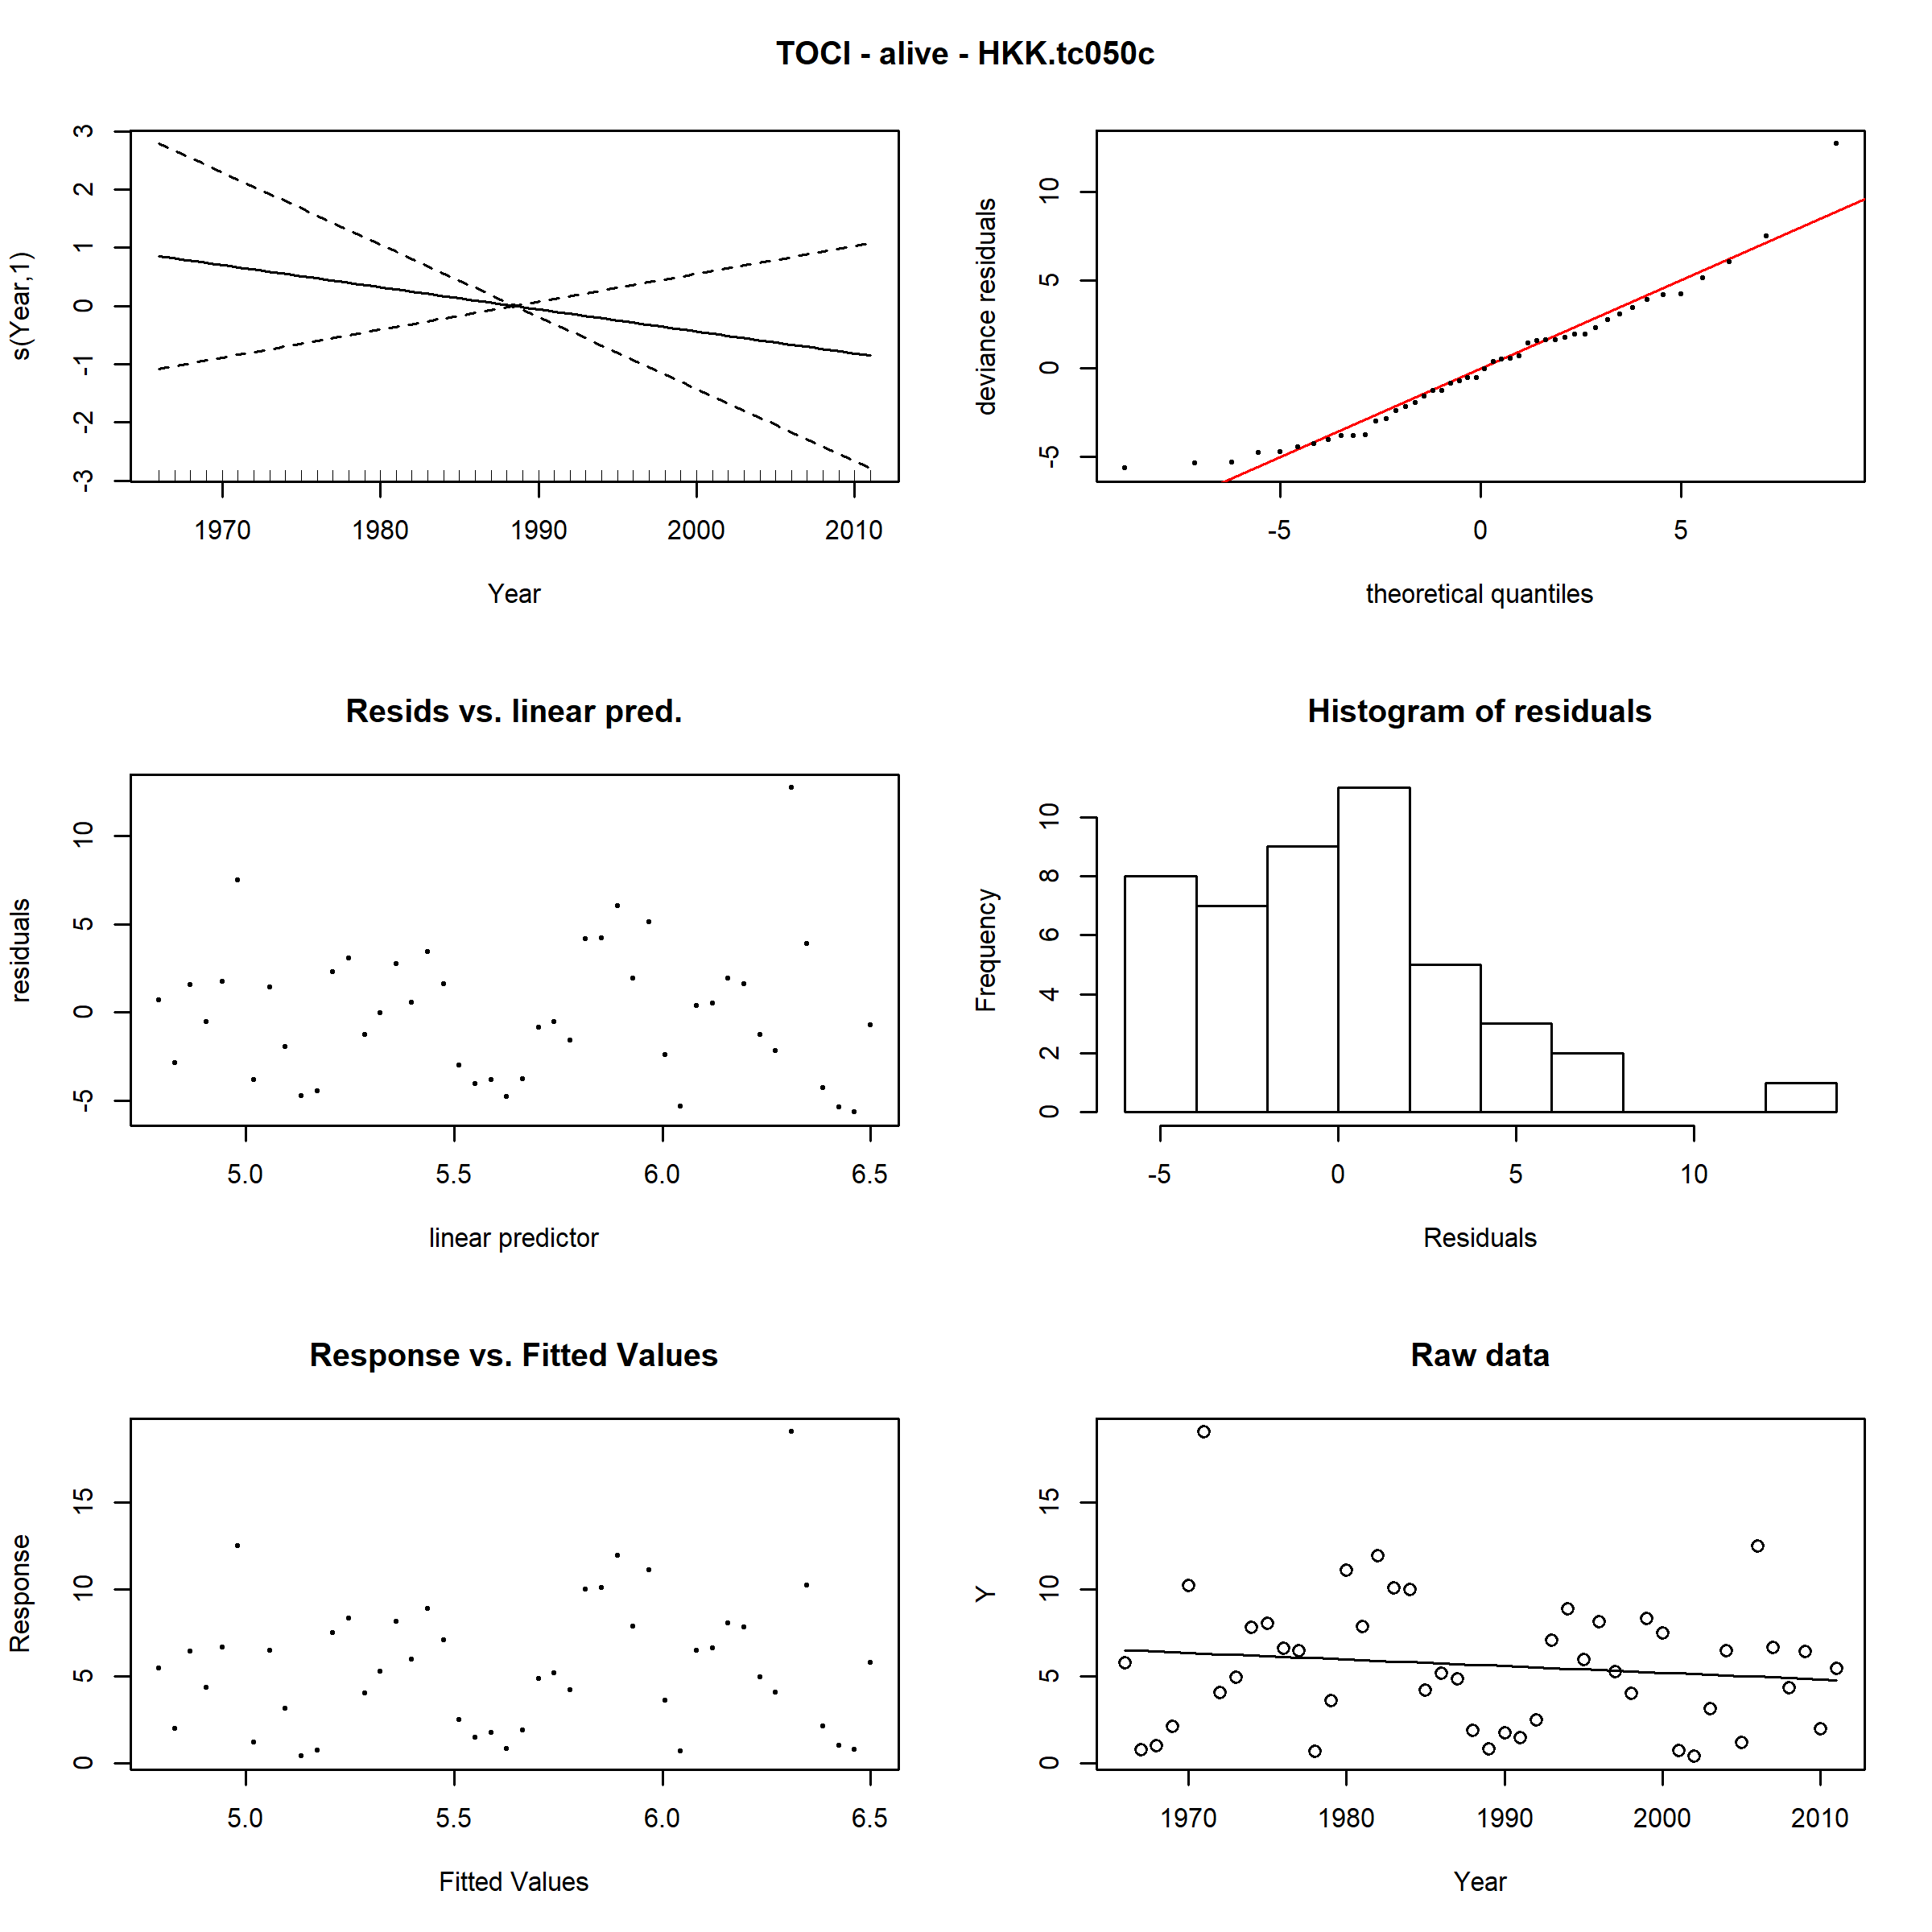 TOCI - alive - HKK.tc050c
3
2
1
0
-1
-2
-3
s(Year,1)
1970 1980 1990 2000 2010
Year
10
5
0
-5
deviance residuals
-5 0 5
theoretical quantiles
Resids vs. linear pred.
10
5
0
-5
residuals
5.0 5.5 6.0 6.5
linear predictor
Histogram of residuals
10
8
6
4
2
0
Frequency
-5 0 5 10
Residuals
Response vs. Fitted Values
15
10
5
0
Response
5.0 5.5 6.0 6.5
Fitted Values
Raw data
15
10
5
0
Y
1970 1980 1990 2000 2010
Year